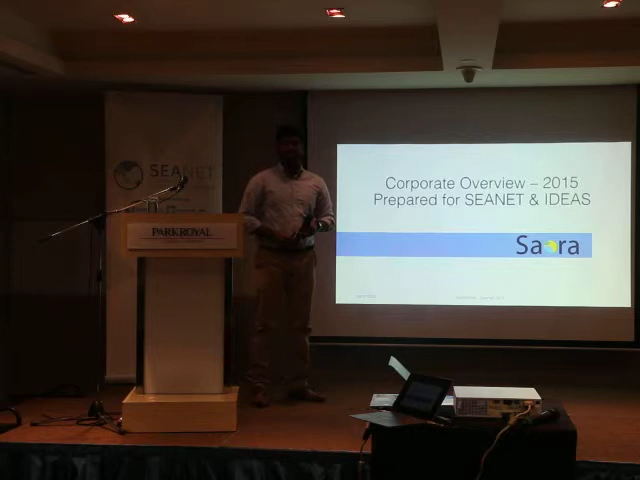 SEANET
PARKROYAL
Corporate Overview – 2015
Prepared for SEANET & IDEAS
Saora